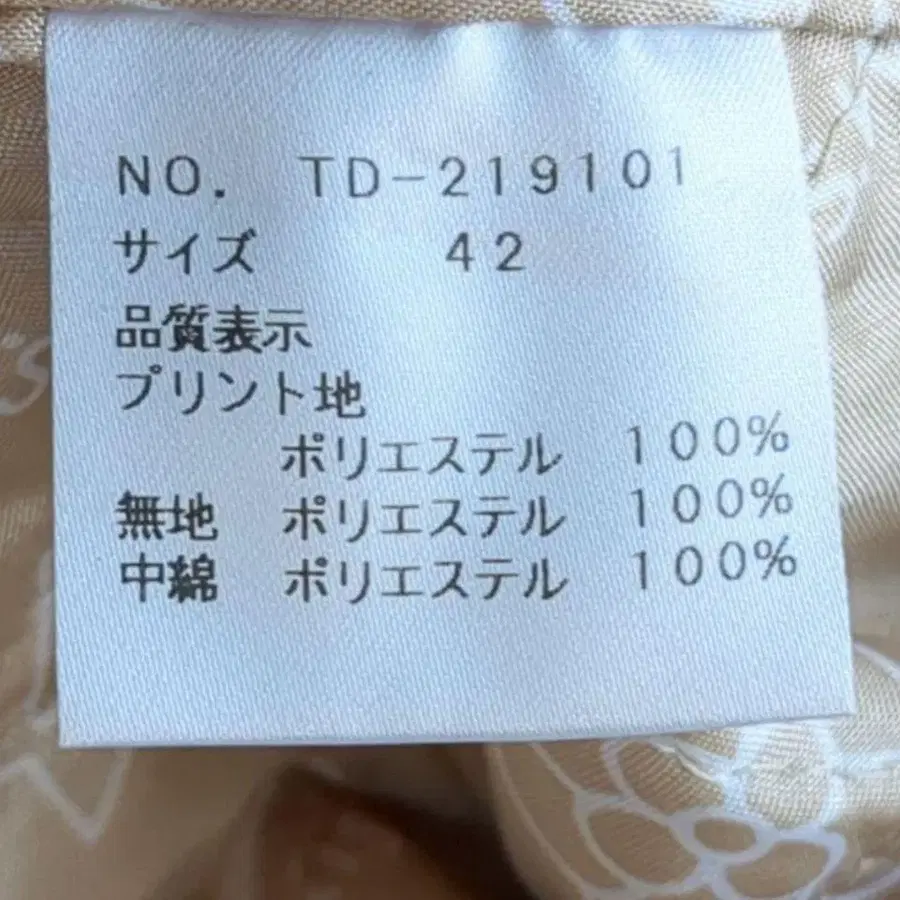 NO. TD-219101
サイズ 42
品質表示
プリント地
ポリエステル 100%
無地 ポリエステル 100%
中綿 ポリエステル 100%